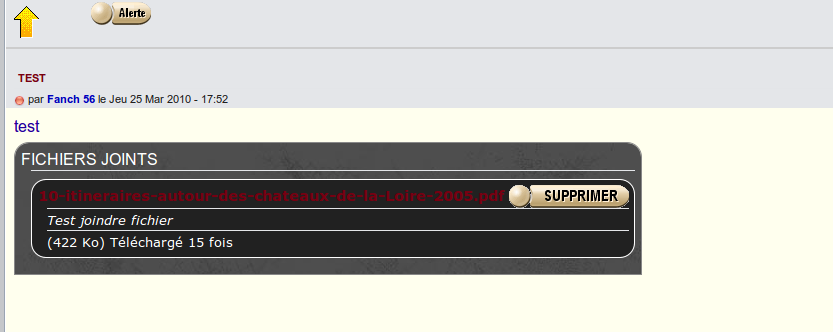 Alerte
TEST
par Fanch 56 le Jeu 25 Mar 2010 - 17:52
test
FICHIERS JOINTS
10-itineraires-autour-des-chateaux-de-la-Loire-2005.pdf SUPPRIMER
Test joindre fichier
(422 Ko) Téléchargé 15 fois